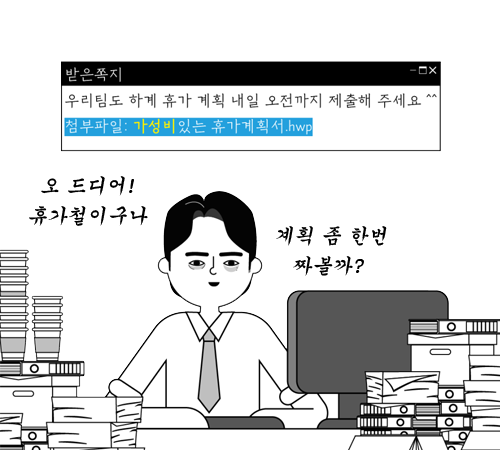 받은쪽지
우리팀도 하계 휴가 계획 내일 오전까지 제출해 주세요 ^^
첨부파일: 가성비있는 휴가계획서.hwp
오 드디어!
휴가철이구나
계획 좀 한번
짜볼까?